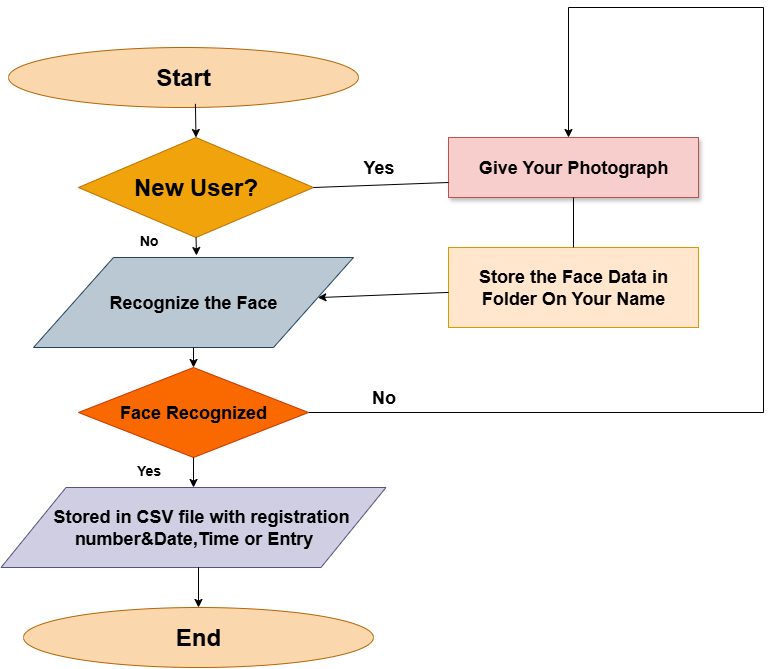 Start
New User?
Yes
Give Your Photograph
No
Recognize the Face
Store the Face Data in
Folder On Your Name
Face Recognized
No
Yes
Stored in CSV file with registration
number&Date,Time or Entry
End